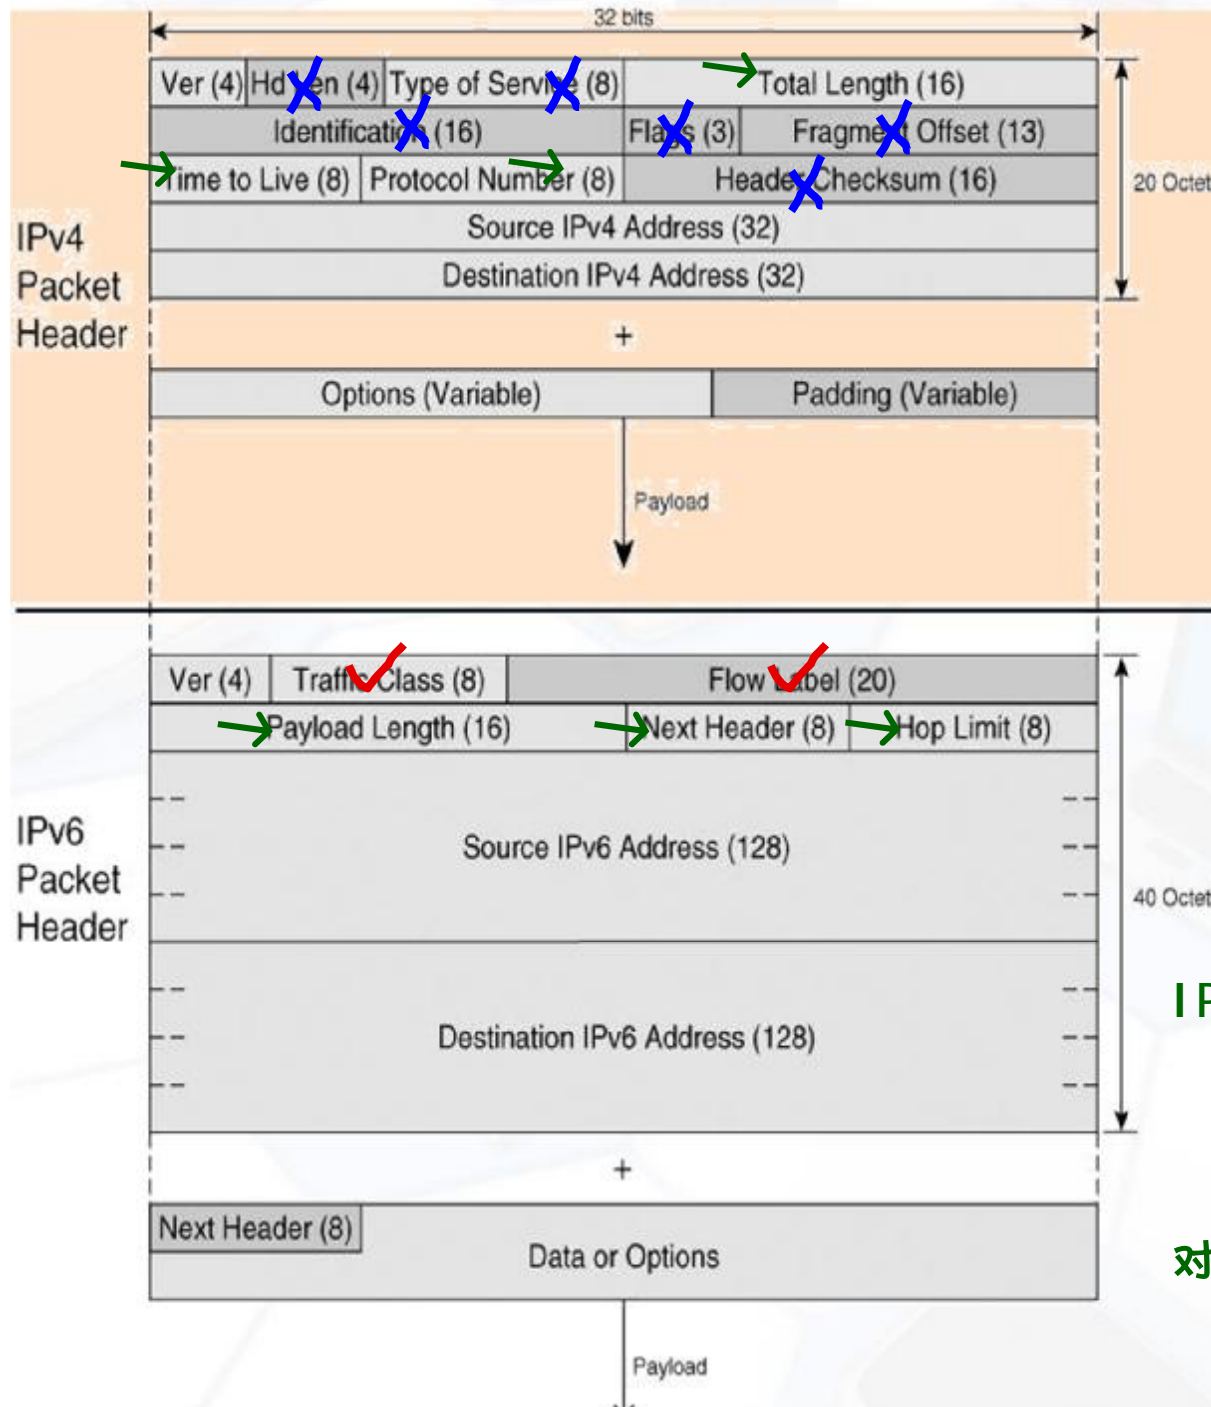 32 bits
Ver (4) Hd Len (4) Type of Service (8) Total Length (16)
Identification (16) Flags (3) Fragment Offset (13)
Time to Live (8) Protocol Number (8) Header Checksum (16)
20 Octet
Source IPv4 Address (32)
Destination IPv4 Address (32)
IPv4
Packet
Header
+
Options (Variable) Padding (Variable)
Payload
Ver (4) Traffic Class (8) Flow Label (20)
Payload Length (16) Next Header (8) Hop Limit (8)
Source IPv6 Address (128)
IPv6
Packet
Header
40 Octet
IP
Destination IPv6 Address (128)
+
Next Header (8)
Data or Options
对
Payload